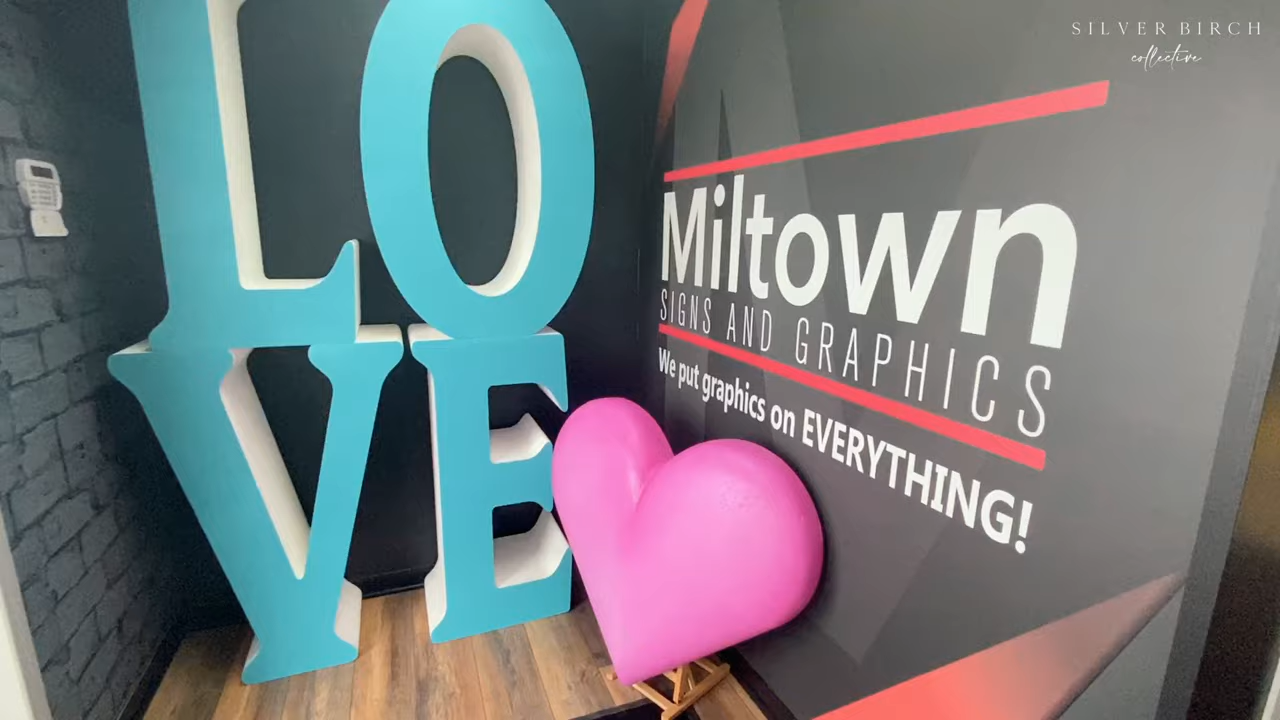 SILVER BIRCH
collective
LO
VE
Miltown
SIGNS AND GRAPHICS
We put graphics on EVERYTHING!